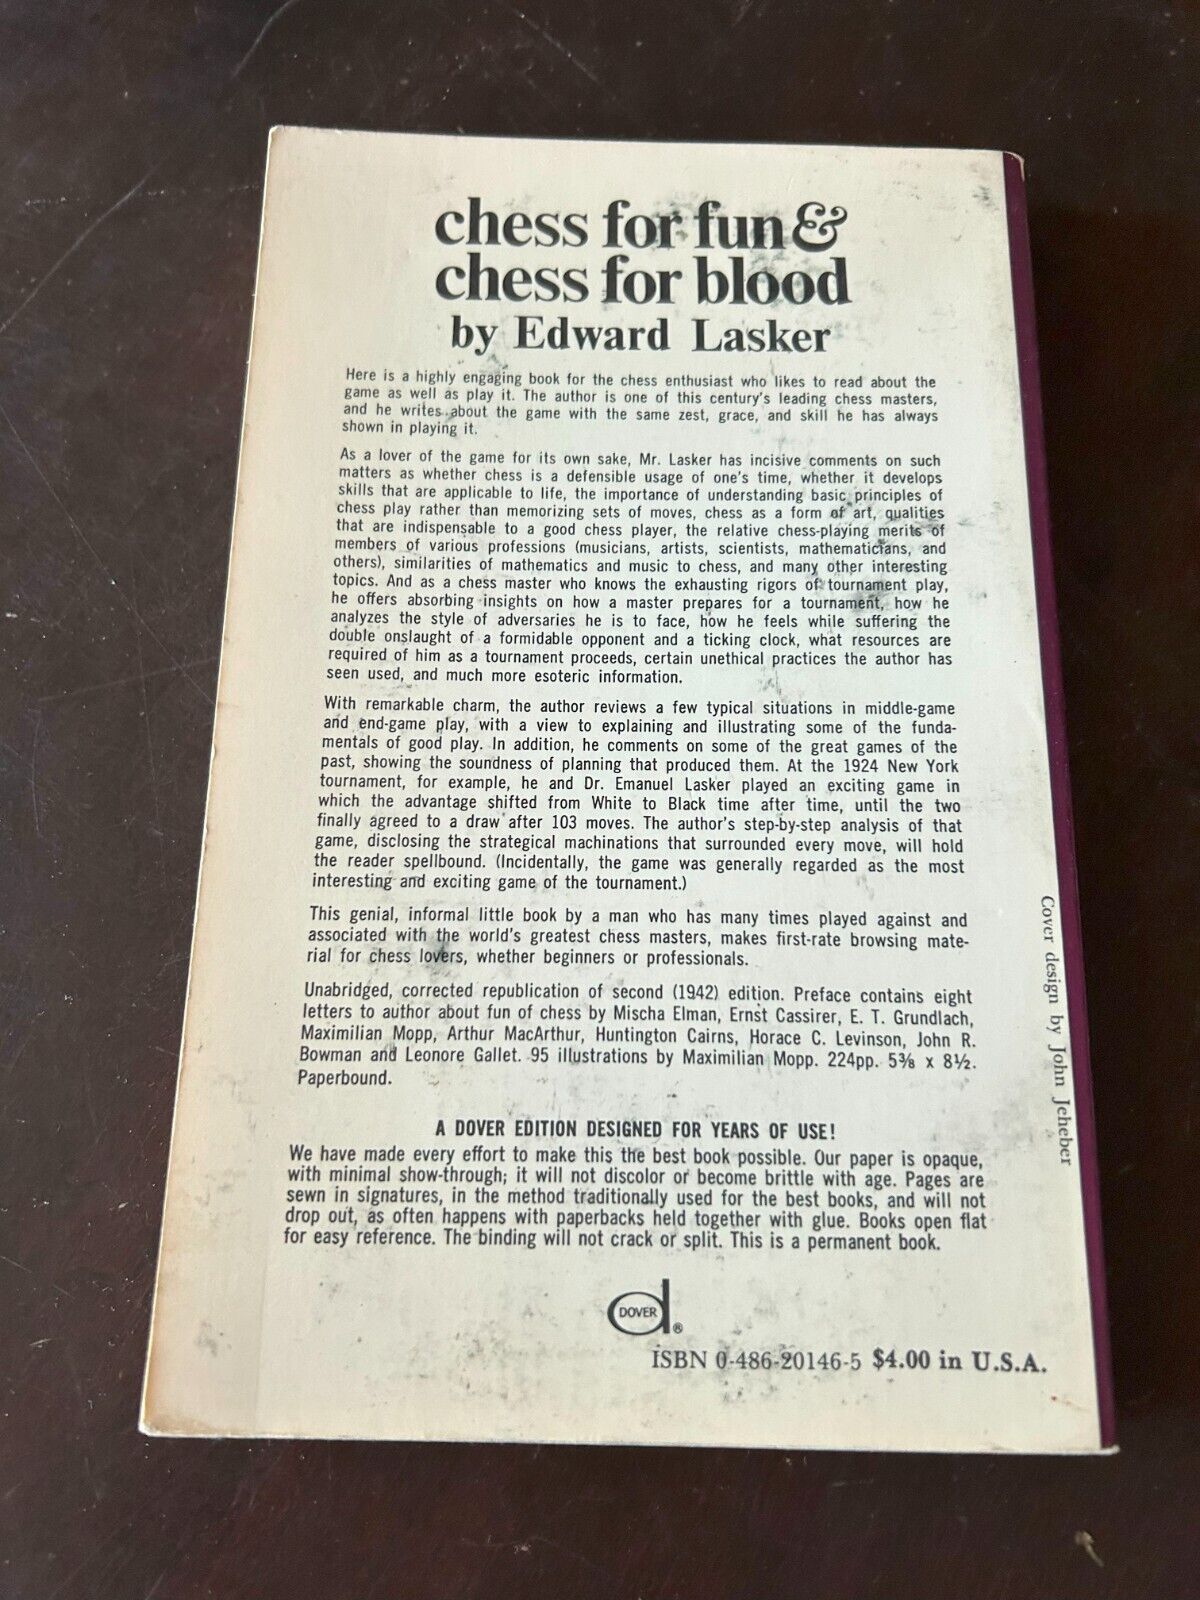 chess for fun &
chess for blood
by Edward Lasker
Here is a highly engaging book for the chess enthusiast who likes to read about the
game as well as play it. The author is one of this century's leading chess masters,
and he writes about the game with the same zest, grace, and skill he has always
shown in playing it.
As a lover of the game for its own sake, Mr. Lasker has incisive comments on such
matters as whether chess is a defensible usage of one's time, whether it develops
skills that are applicable to life, the importance of understanding basic principles of
chess play rather than memorizing sets of moves, chess as a form of art, qualities
that are indispensable to a good chess player, the relative chess-playing merits of
members of various professions (musicians, artists, scientists, mathematicians, and
others), similarities of mathematics and music to chess, and many other interesting
topics. And as a chess master who knows the exhausting rigors of tournament play,
he offers absorbing insights on how a master prepares for a tournament, how he
analyzes the style of adversaries he is to face, how he feels while suffering the
double onslaught of a formidable opponent and a ticking clock, what resources are
required of him as a tournament proceeds, certain unethical practices the author has
seen used, and much more esoteric information.
With remarkable charm, the author reviews a few typical situations in middle-game
and end-game play, with a view to explaining and illustrating some of the funda-
mentals of good play. In addition, he comments on some of the great games of the
past, showing the soundness of planning that produced them. At the 1924 New York
tournament, for example, he and Dr. Emanuel Lasker played an exciting game in
which the advantage shifted from White to Black time after time, until the two
finally agreed to a draw after 103 moves. The author's step-by-step analysis of that
game, disclosing the strategical machinations that surrounded every move, will hold
the reader spellbound. (Incidentally, the game was generally regarded as the most
interesting and exciting game of the tournament.)
This genial, informal little book by a man who has many times played against and
associated with the world's greatest chess masters, makes first-rate browsing mate-
rial for chess lovers, whether beginners or professionals.
Unabridged, corrected republication of second (1942) edition. Preface contains eight
letters to author about fun of chess by Mischa Elman, Ernst Cassirer, E. T. Grundlach,
Maximilian Mopp, Arthur MacArthur, Huntington Cairns, Horace C. Levinson, John R.
Bowman and Leonore Gallet. 95 illustrations by Maximilian Mopp. 224pp. 5⅜ x 8½.
Paperbound.
A DOVER EDITION DESIGNED FOR YEARS OF USE!
We have made every effort to make this the best book possible. Our paper is opaque,
with minimal show-through; it will not discolor or become brittle with age. Pages are
sewn in signatures, in the method traditionally used for the best books, and will not
drop out, as often happens with paperbacks held together with glue. Books open flat
for easy reference. The binding will not crack or split. This is a permanent book.
DOVER ®
ISBN 0-486-20146-5 $4.00 in U.S.A.
Cover design by John Jeheber